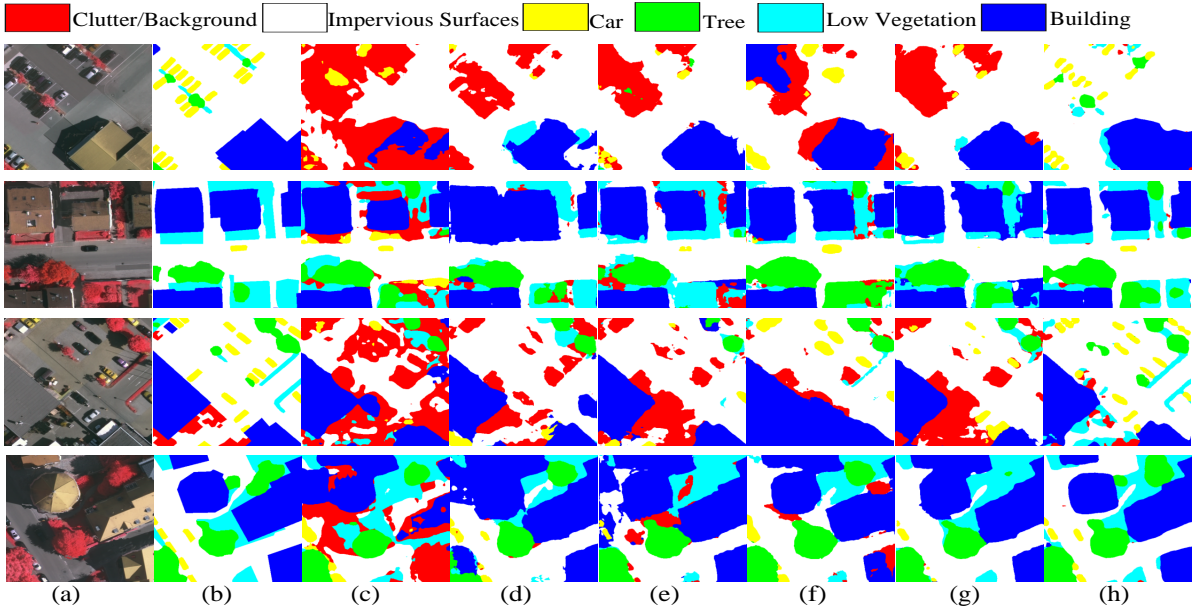 Clutter/Background Impervious Surfaces Car Tree Low Vegetation Building
(a) (b) (c) (d) (e) (f) (g) (h)